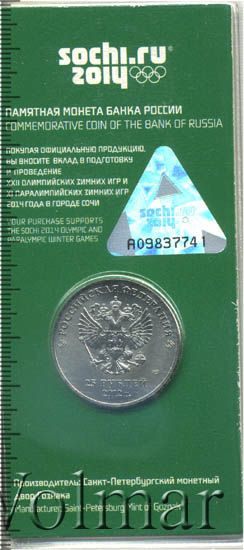 sochi.ru
2014
ПАМЯТНАЯ МОНЕТА БАНКА РОССИИ
COMMEMORATIVE COIN OF THE BANK OF RUSSIA
ПОКУПАЯ ОФИЦИАЛЬНУЮ ПРОДУКЦИЮ,
ВЫ ВНОСИТЕ ВКЛАД В ПОДГОТОВКУ
И ПРОВЕДЕНИЕ
XXII ОЛИМПИЙСКИХ ЗИМНИХ ИГР И
XI ПАРАЛИМПИЙСКИХ ЗИМНИХ ИГР
2014 ГОДА В ГОРОДЕ СОЧИ
YOUR PURCHASE SUPPORTS
THE SOCHI 2014 OLYMPIC AND
PARALYMPIC WINTER GAMES
sochi.ru
2014
A09837741
РОССИЙСКАЯ ФЕДЕРАЦИЯ
25 РУБЛЕЙ
Производитель: Санкт-Петербургский монетный
двор Гознака
Manufacturer: Saint-Petersburg Mint of Goznak
Volmar